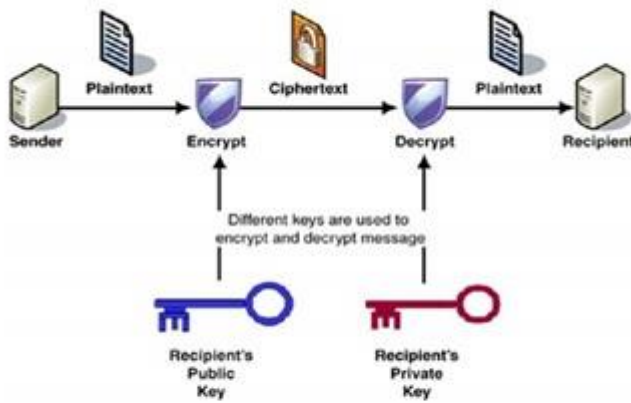 Plaintext
Ciphertext
Plaintext
Sender
Encrypt
Decrypt
Recipient
Different keys are used to
encrypt and decrypt message
Recipient's
Public
Key
Recipient's
Private
Key